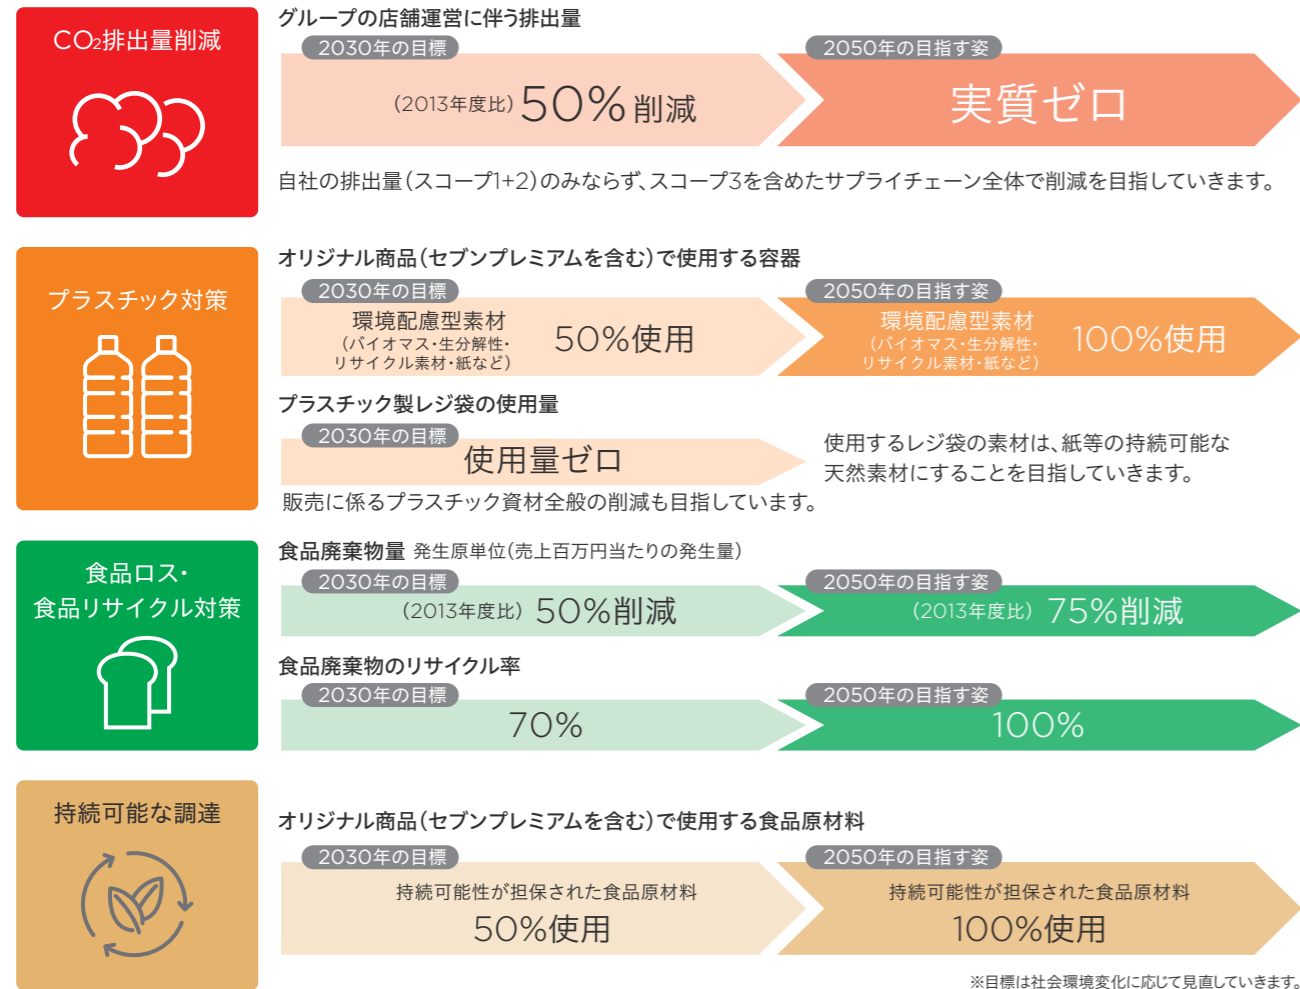 CO₂排出量削減
グループの店舗運営に伴う排出量
2030年の目標
（2013年度比）50％削減
2050年の目指す姿
実質ゼロ
自社の排出量（スコープ1+2）のみならず、スコープ3を含めたサプライチェーン全体で削減を目指していきます。
プラスチック対策
オリジナル商品（セブンプレミアムを含む）で使用する容器
2030年の目標
環境配慮型素材
（バイオマス・生分解性・
リサイクル素材・紙など）
50％使用
2050年の目指す姿
環境配慮型素材
（バイオマス・生分解性・
リサイクル素材・紙など）
100％使用
プラスチック製レジ袋の使用量
2030年の目標
使用量ゼロ
使用するレジ袋の素材は、紙等の持続可能な
天然素材にすることを目指していきます。
販売に係るプラスチック資材全般の削減も目指しています。
食品ロス・
食品リサイクル対策
食品廃棄物量 発生原単位（売上百万円当たりの発生量）
2030年の目標
（2013年度比）50％削減
2050年の目指す姿
（2013年度比）75％削減
食品廃棄物のリサイクル率
2030年の目標
70％
2050年の目指す姿
100％
持続可能な調達
オリジナル商品（セブンプレミアムを含む）で使用する食品原材料
2030年の目標
持続可能性が担保された食品原材料
50％使用
2050年の目指す姿
持続可能性が担保された食品原材料
100％使用
※目標は社会環境変化に応じて見直していきます。